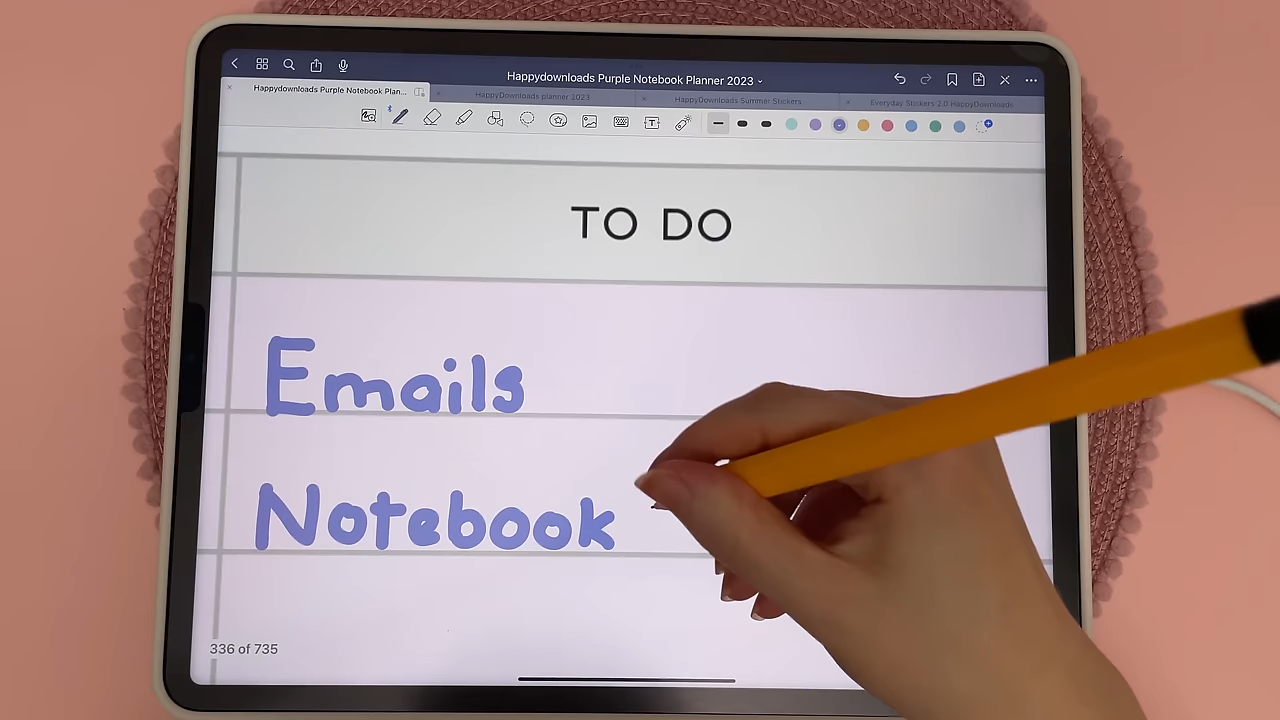 Happydownloads Purple Notebook Planner 2023
Happydownloads Purple Notebook Plan...
HappyDownloads planner 2023
HappyDownloads Summer Stickers
Everyday Stickers 2.0 HappyDownloads
TO DO
Emails
Notebook
336 of 735